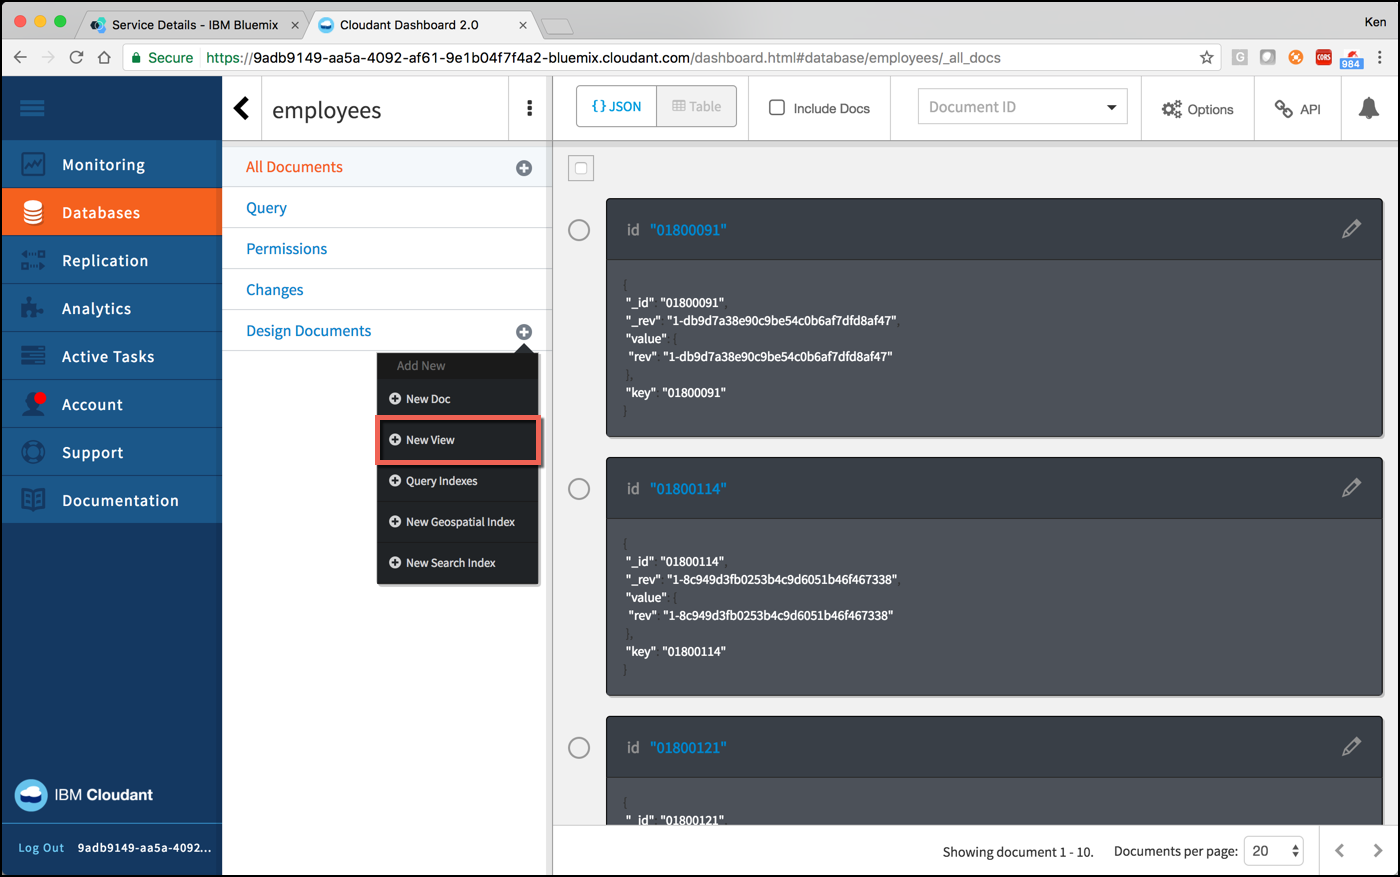 Service Details - IBM Bluemix
Cloudant Dashboard 2.0
Ken
Secure
https://9adb9149-aa5a-4092-af61-9e1b04f7f4a2-bluemix.cloudant.com/dashboard.html#database/employees/_all_docs
G
CORS
984
employees
{ } JSON
Table
Include Docs
Document ID
Options
API
Monitoring
Databases
Replication
Analytics
Active Tasks
Account
Support
Documentation
IBM Cloudant
Log Out
9adb9149-aa5a-4092...
All Documents
Query
Permissions
Changes
Design Documents
Add New
New Doc
New View
Query Indexes
New Geospatial Index
New Search Index
id "01800091"
{
"_id" "01800091",
"_rev": "1-db9d7a38e90c9be54c0b6af7dfd8af47",
"value": {
"rev": "1-db9d7a38e90c9be54c0b6af7dfd8af47"
},
"key": "01800091"
}
id "01800114"
{
"_id" "01800114",
"_rev": "1-8c949d3fb0253b4c9d6051b46f467338",
"value": {
"rev": "1-8c949d3fb0253b4c9d6051b46f467338"
},
"key": "01800114"
}
id "01800121"
{
"_id" "01800121"
Showing document 1 - 10.
Documents per page: 20